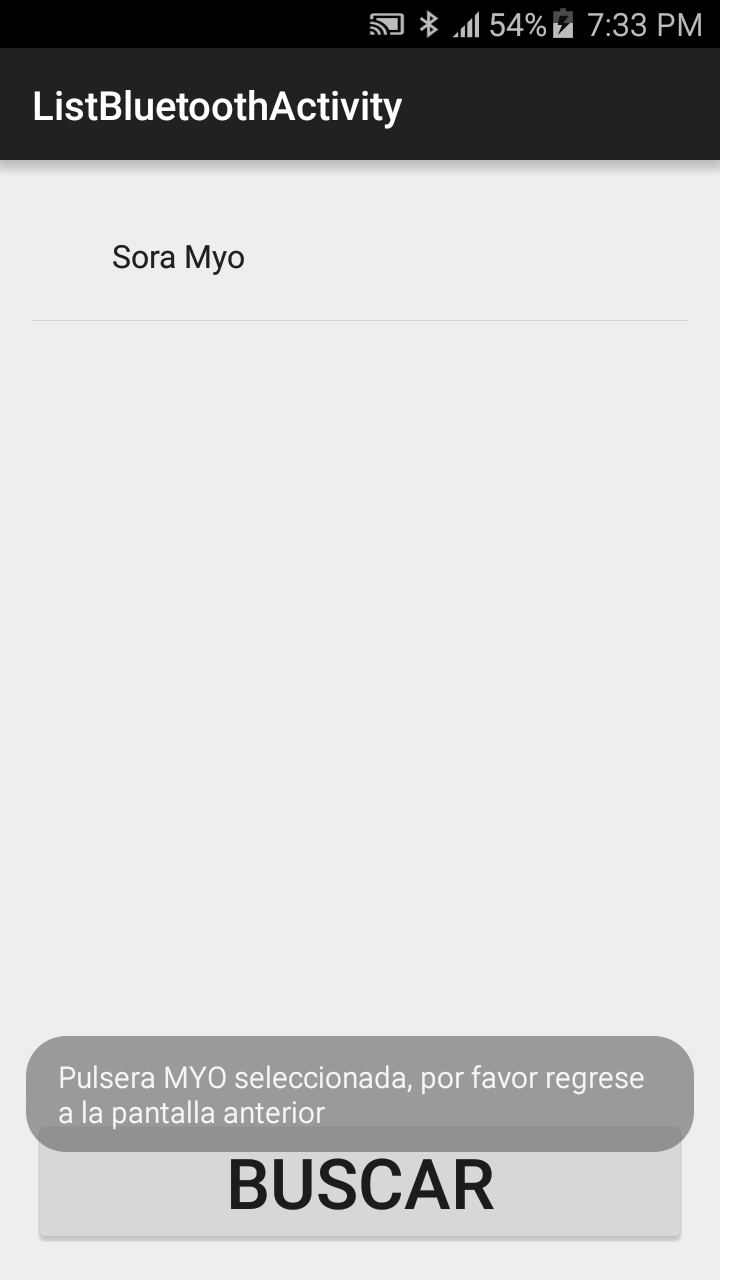 54% 7:33 PM
ListBluetoothActivity
Sora Myo
Pulsera MYO seleccionada, por favor regrese
a la pantalla anterior
BUSCAR